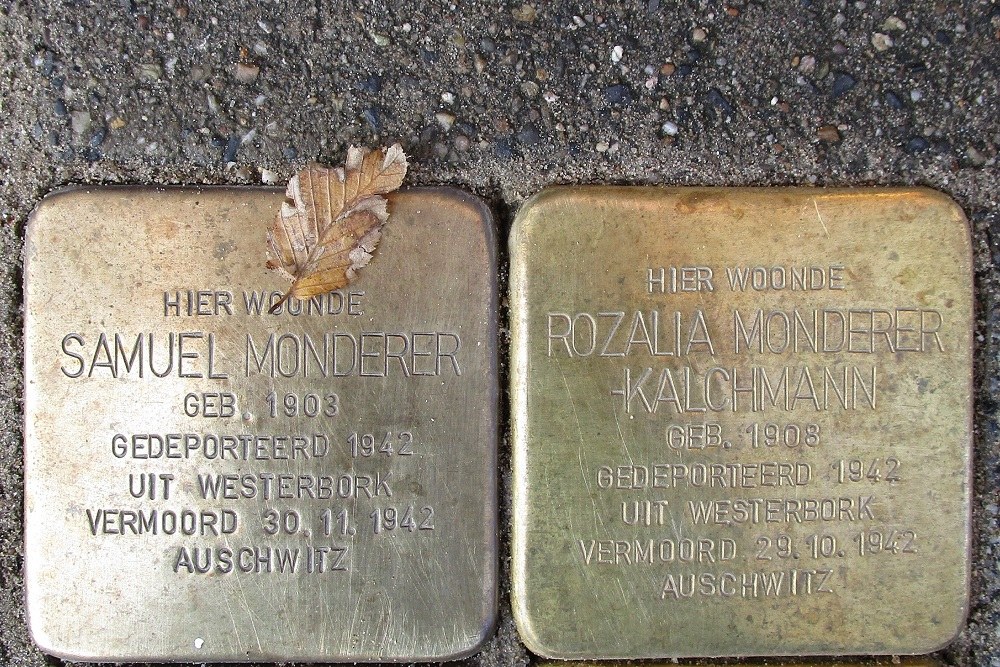 HIER WOONDE
SAMUEL MONDERER
GEB. 1903
GEDEPORTEERD 1942
UIT WESTERBORK
VERMOORD 30.11.1942
AUSCHWITZ
HIER WOONDE
ROZALIA MONDERER
-KALCHMANN
GEB. 1908
GEDEPORTEERD 1942
UIT WESTERBORK
VERMOORD 29.10.1942
AUSCHWITZ